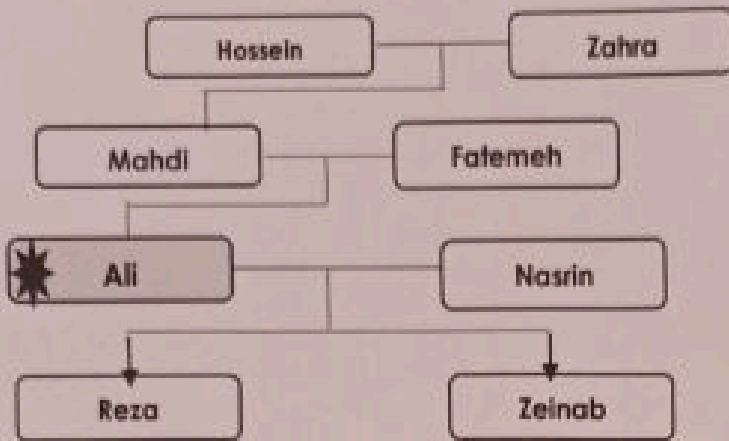 Hossein
Zahra
Mahdi
Fatemeh
Ali
Nasrin
Reza
Zeinab